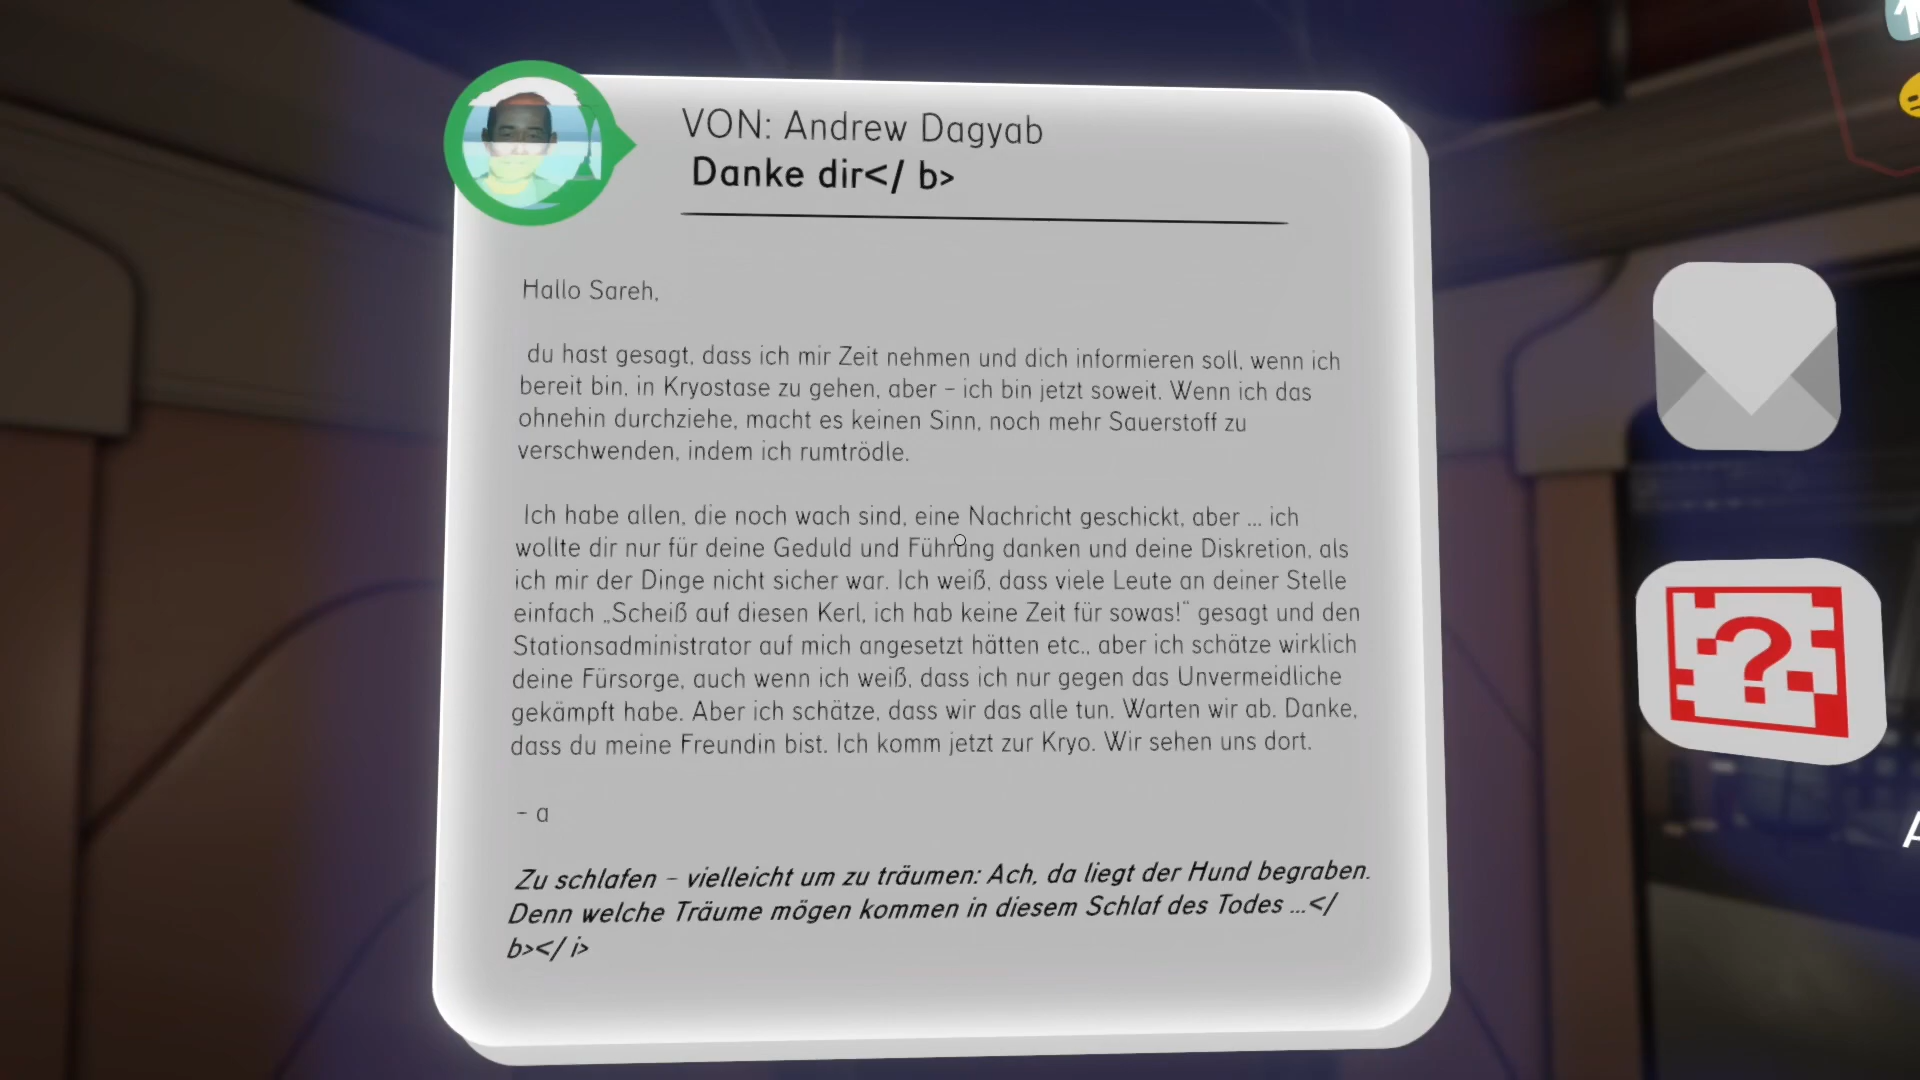 VON: Andrew Dagyab
Danke dir</ b>
Hallo Sareh,
du hast gesagt, dass ich mir Zeit nehmen und dich informieren soll, wenn ich
bereit bin, in Kryostase zu gehen, aber – ich bin jetzt soweit. Wenn ich das
ohnehin durchziehe, macht es keinen Sinn, noch mehr Sauerstoff zu
verschwenden, indem ich rumtrödle.
Ich habe allen, die noch wach sind, eine Nachricht geschickt, aber ... ich
wollte dir nur für deine Geduld und Führung danken und deine Diskretion, als
ich mir der Dinge nicht sicher war. Ich weiß, dass viele Leute an deiner Stelle
einfach „Scheiß auf diesen Kerl, ich hab keine Zeit für sowas!“ gesagt und den
Stationsadministrator auf mich angesetzt hätten etc., aber ich schätze wirklich
deine Fürsorge, auch wenn ich weiß, dass ich nur gegen das Unvermeidliche
gekämpft habe. Aber ich schätze, dass wir das alle tun. Warten wir ab. Danke,
dass du meine Freundin bist. Ich komm jetzt zur Kryo. Wir sehen uns dort.
– a
Zu schlafen – vielleicht um zu träumen: Ach, da liegt der Hund begraben.
Denn welche Träume mögen kommen in diesem Schlaf des Todes ...</
b></ i>
?
A